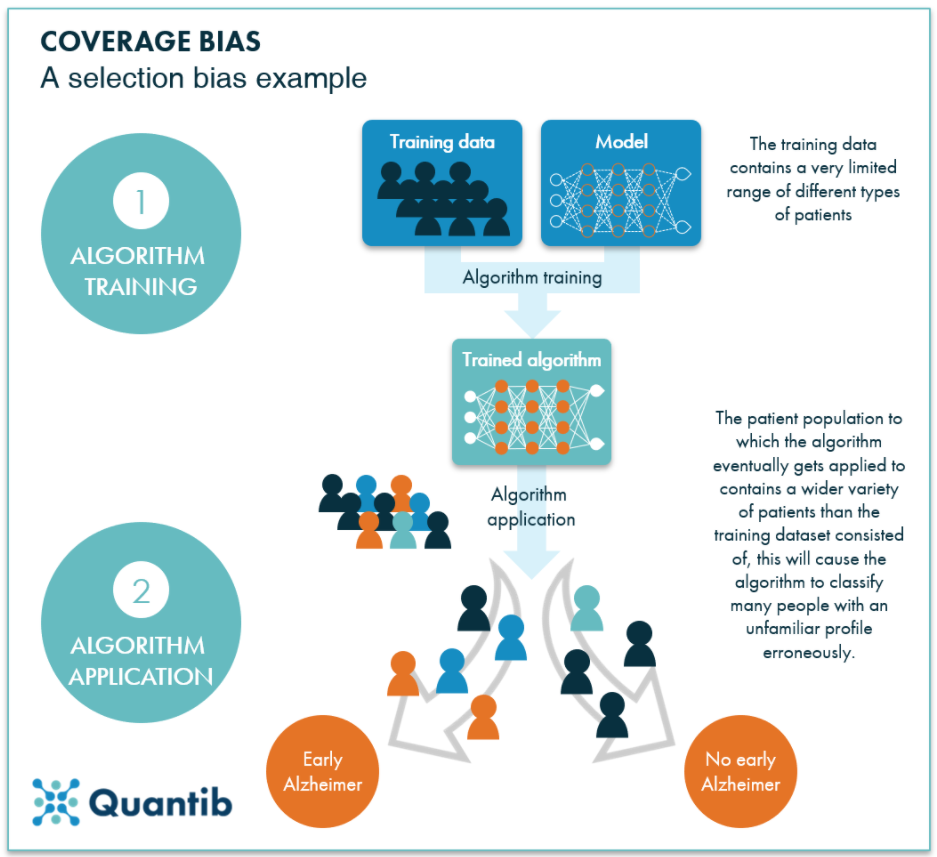 COVERAGE BIAS
A selection bias example
1
ALGORITHM
TRAINING
Training data
Model
The training data
contains a very limited
range of different types
of patients
Algorithm training
Trained algorithm
Algorithm
application
The patient population to
which the algorithm
eventually gets applied to
contains a wider variety
of patients than the
training dataset consisted
of, this will cause the
algorithm to classify
many people with an
unfamiliar profile
erroneously.
2
ALGORITHM
APPLICATION
Early
Alzheimer
No early
Alzheimer
Quantib